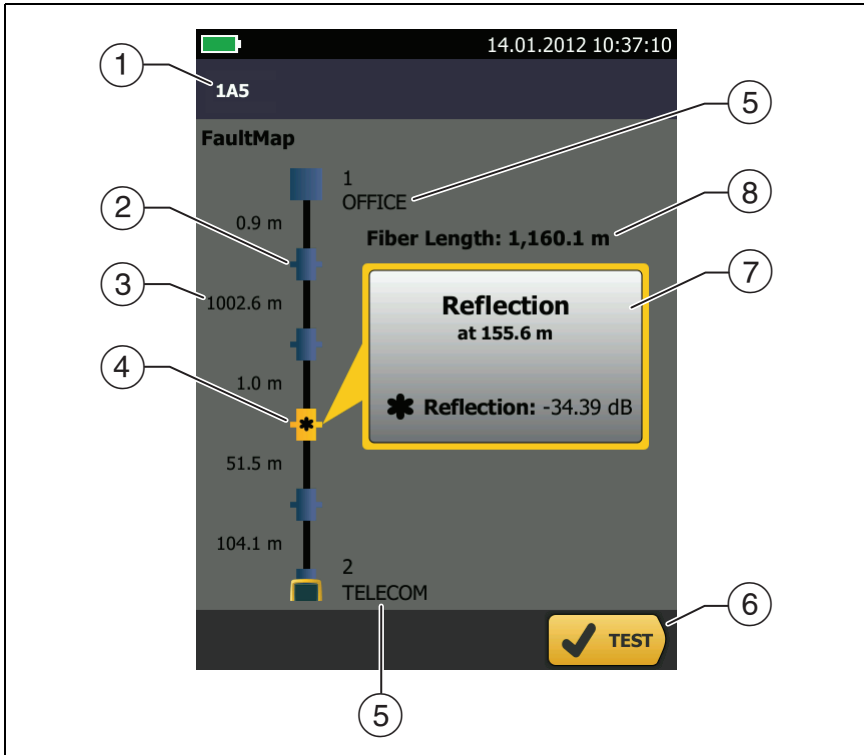 14.01.2012 10:37:10
1
1A5
5
FaultMap
1
OFFICE
8
0.9 m
2
Fiber Length: 1,160.1 m
7
3
1002.6 m
Reflection
at 155.6 m
4
1.0 m
Reflection: -34.39 dB
51.5 m
104.1 m
2
TELECOM
6
TEST
5